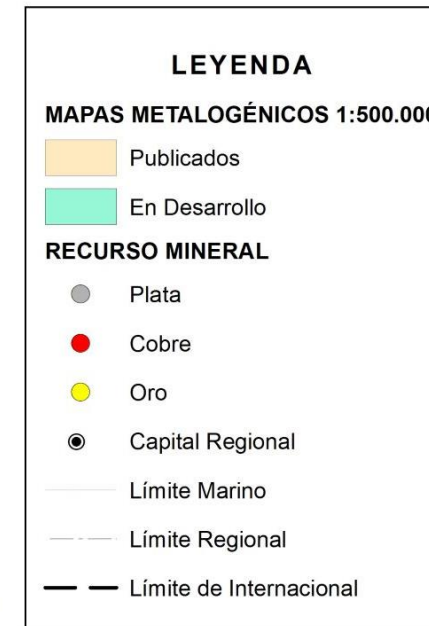 LEYENDA
MAPAS METALOGÉNICOS 1:500.000
Publicados
En Desarrollo
RECURSO MINERAL
Plata
Cobre
Oro
Capital Regional
Límite Marino
Límite Regional
Límite de Internacional